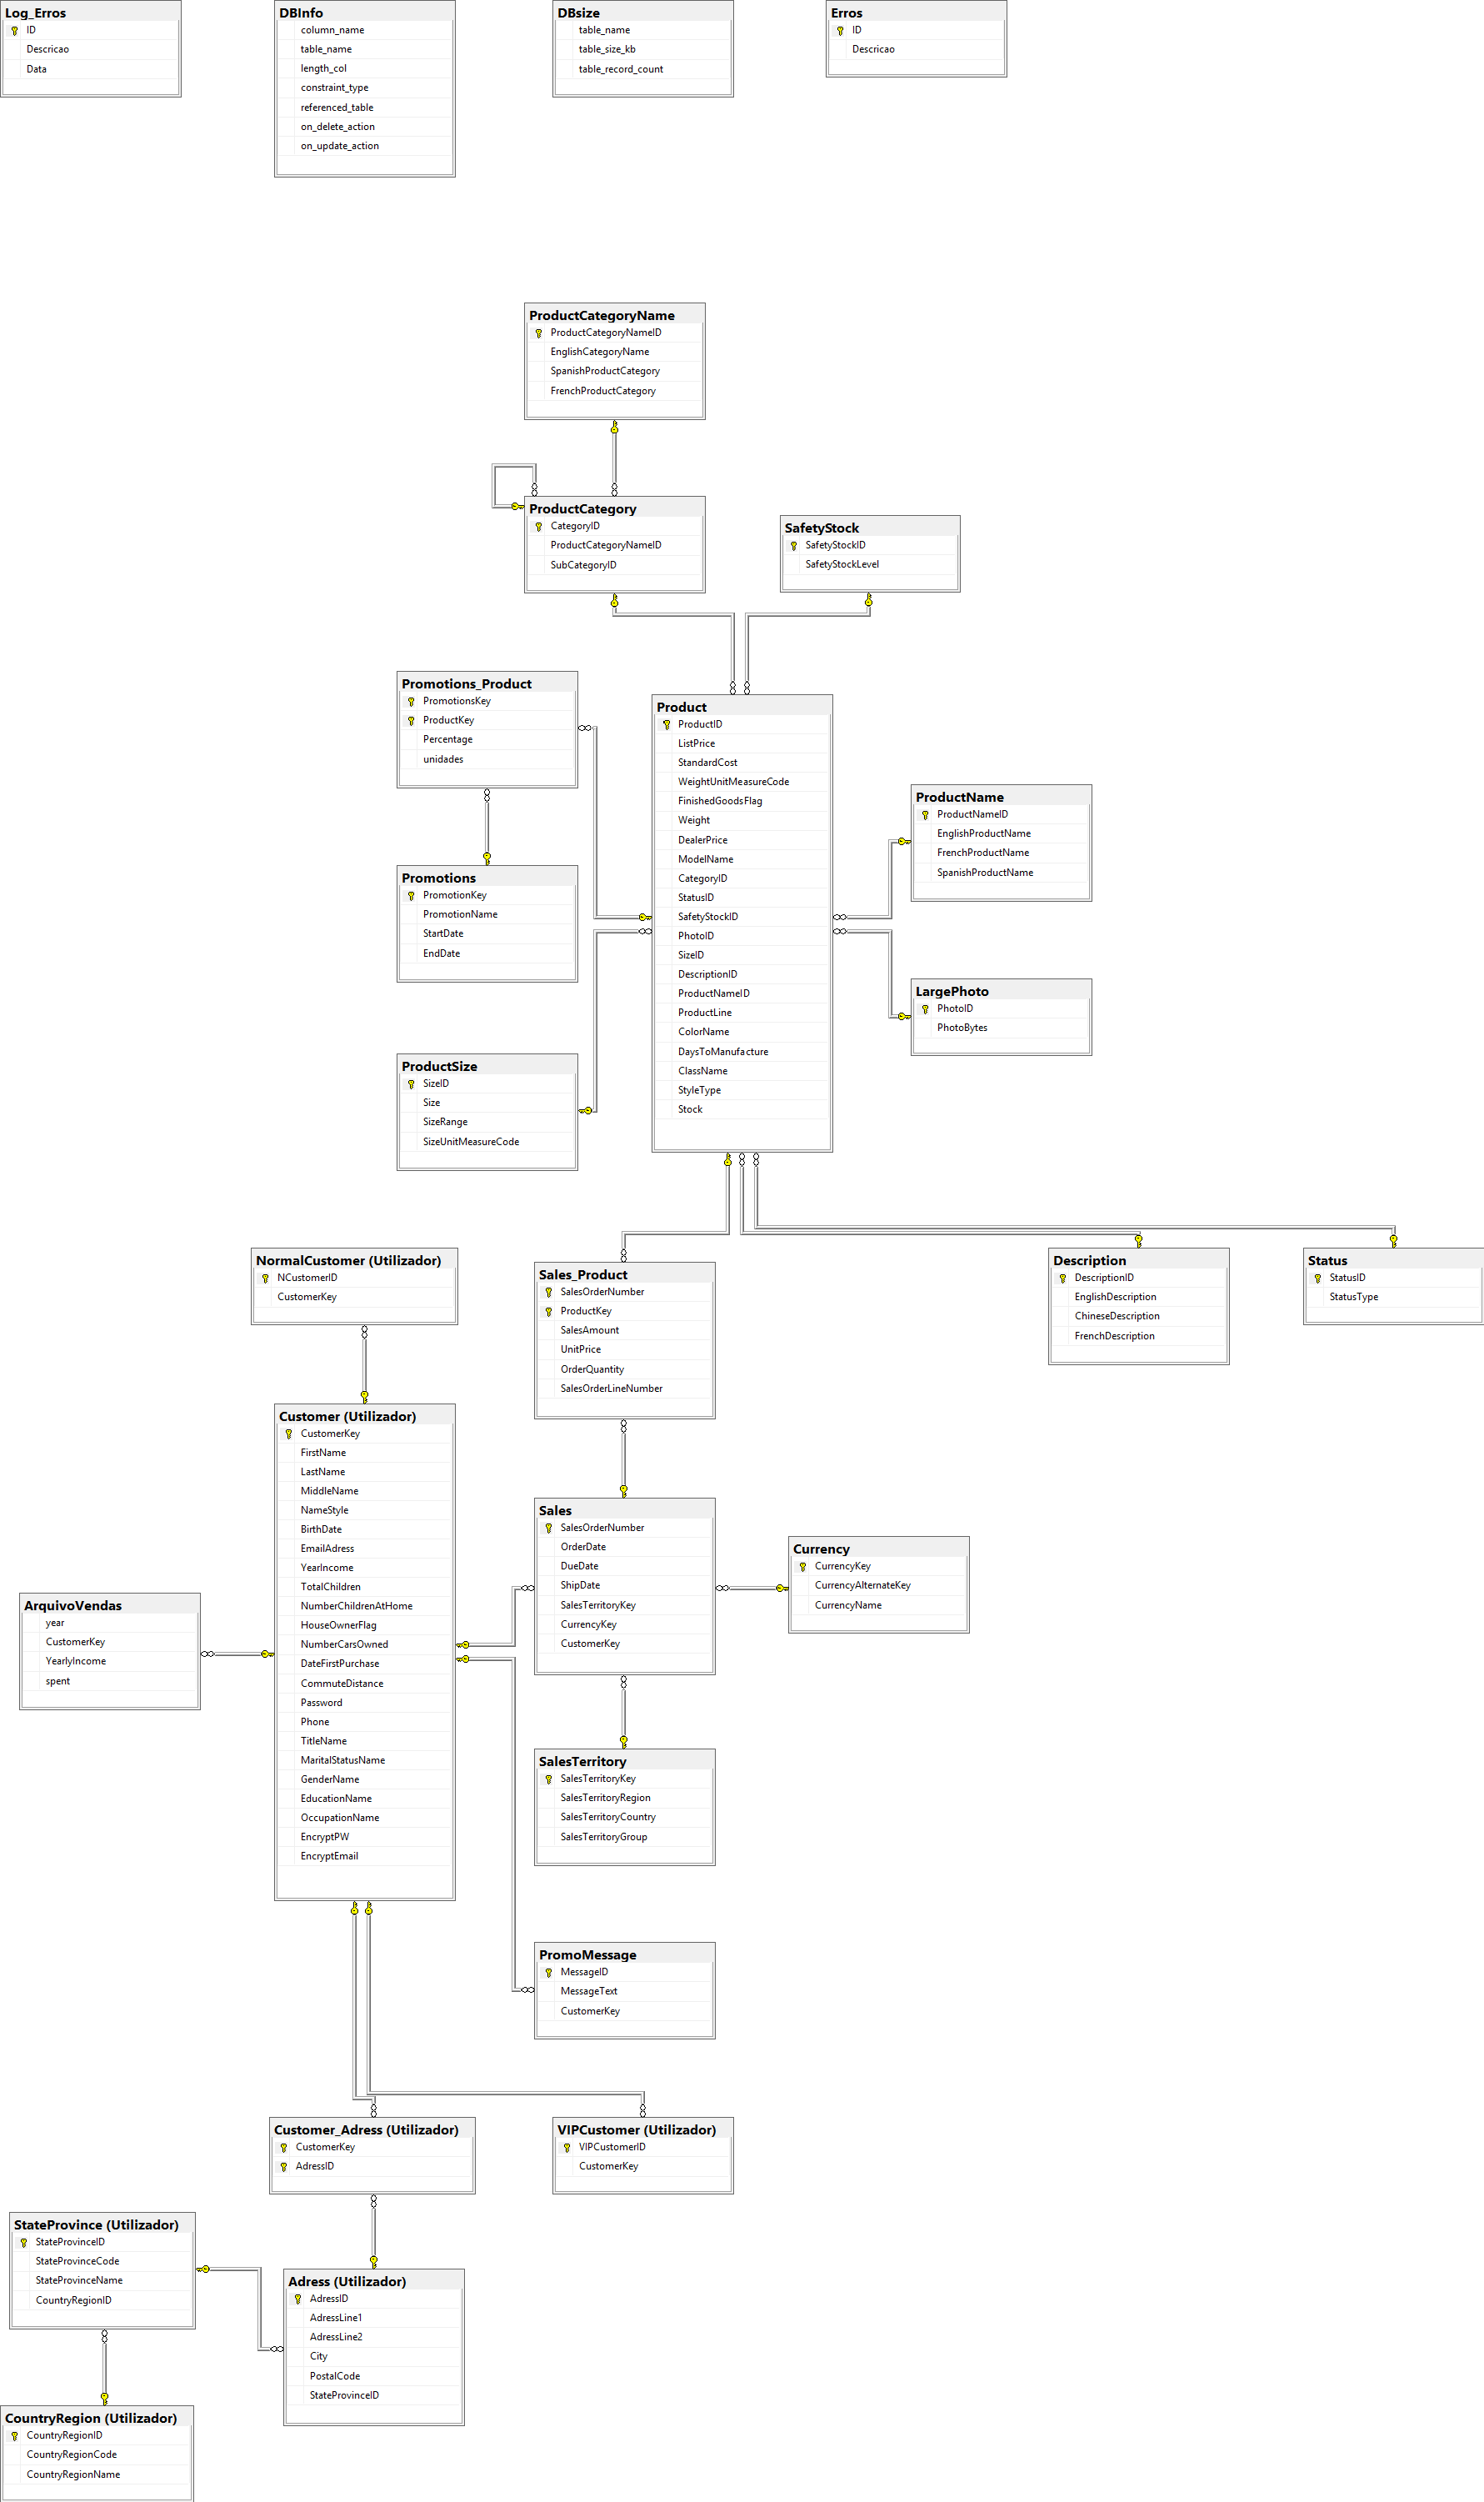 Log_Erros
ID
Descricao
Data
DBInfo
column_name
table_name
length_col
constraint_type
referenced_table
on_delete_action
on_update_action
DBsize
table_name
table_size_kb
table_record_count
Erros
ID
Descricao
ProductCategoryName
ProductCategoryNameID
EnglishCategoryName
SpanishProductCategory
FrenchProductCategory
ProductCategory
CategoryID
ProductCategoryNameID
SubCategoryID
SafetyStock
SafetyStockID
SafetyStockLevel
Promotions_Product
PromotionsKey
ProductKey
Percentage
unidades
Product
ProductID
ListPrice
StandardCost
WeightUnitMeasureCode
FinishedGoodsFlag
Weight
DealerPrice
ModelName
CategoryID
StatusID
SafetyStockID
PhotoID
SizeID
DescriptionID
ProductNameID
ProductLine
ColorName
DaysToManufacture
ClassName
StyleType
Stock
ProductName
ProductNameID
EnglishProductName
FrenchProductName
SpanishProductName
Promotions
PromotionKey
PromotionName
StartDate
EndDate
LargePhoto
PhotoID
PhotoBytes
ProductSize
SizeID
Size
SizeRange
SizeUnitMeasureCode
NormalCustomer (Utilizador)
NCustomerID
CustomerKey
Sales_Product
SalesOrderNumber
ProductKey
SalesAmount
UnitPrice
OrderQuantity
SalesOrderLineNumber
Description
DescriptionID
EnglishDescription
ChineseDescription
FrenchDescription
Status
StatusID
StatusType
Customer (Utilizador)
CustomerKey
FirstName
LastName
MiddleName
NameStyle
BirthDate
EmailAdress
YearIncome
TotalChildren
NumberChildrenAtHome
HouseOwnerFlag
NumberCarsOwned
DateFirstPurchase
CommuteDistance
Password
Phone
TitleName
MaritalStatusName
GenderName
EducationName
OccupationName
EncryptPW
EncryptEmail
Sales
SalesOrderNumber
OrderDate
DueDate
ShipDate
SalesTerritoryKey
CurrencyKey
CustomerKey
Currency
CurrencyKey
CurrencyAlternateKey
CurrencyName
ArquivoVendas
year
CustomerKey
YearlyIncome
spent
SalesTerritory
SalesTerritoryKey
SalesTerritoryRegion
SalesTerritoryCountry
SalesTerritoryGroup
PromoMessage
MessageID
MessageText
CustomerKey
Customer_Adress (Utilizador)
CustomerKey
AdressID
VIPCustomer (Utilizador)
VIPCustomerID
CustomerKey
StateProvince (Utilizador)
StateProvinceID
StateProvinceCode
StateProvinceName
CountryRegionID
Adress (Utilizador)
AdressID
AdressLine1
AdressLine2
City
PostalCode
StateProvinceID
CountryRegion (Utilizador)
CountryRegionID
CountryRegionCode
CountryRegionName